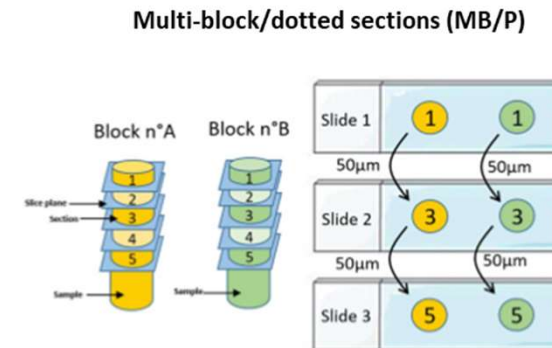 Multi-block/dotted sections (MB/P)
Block n°A
Block n°B
1
2
3
4
5
1
2
3
4
5
Slice plane
Section
Sample
Sample
Slide 1
1
1
50µm
50µm
Slide 2
3
3
50µm
50µm
Slide 3
5
5